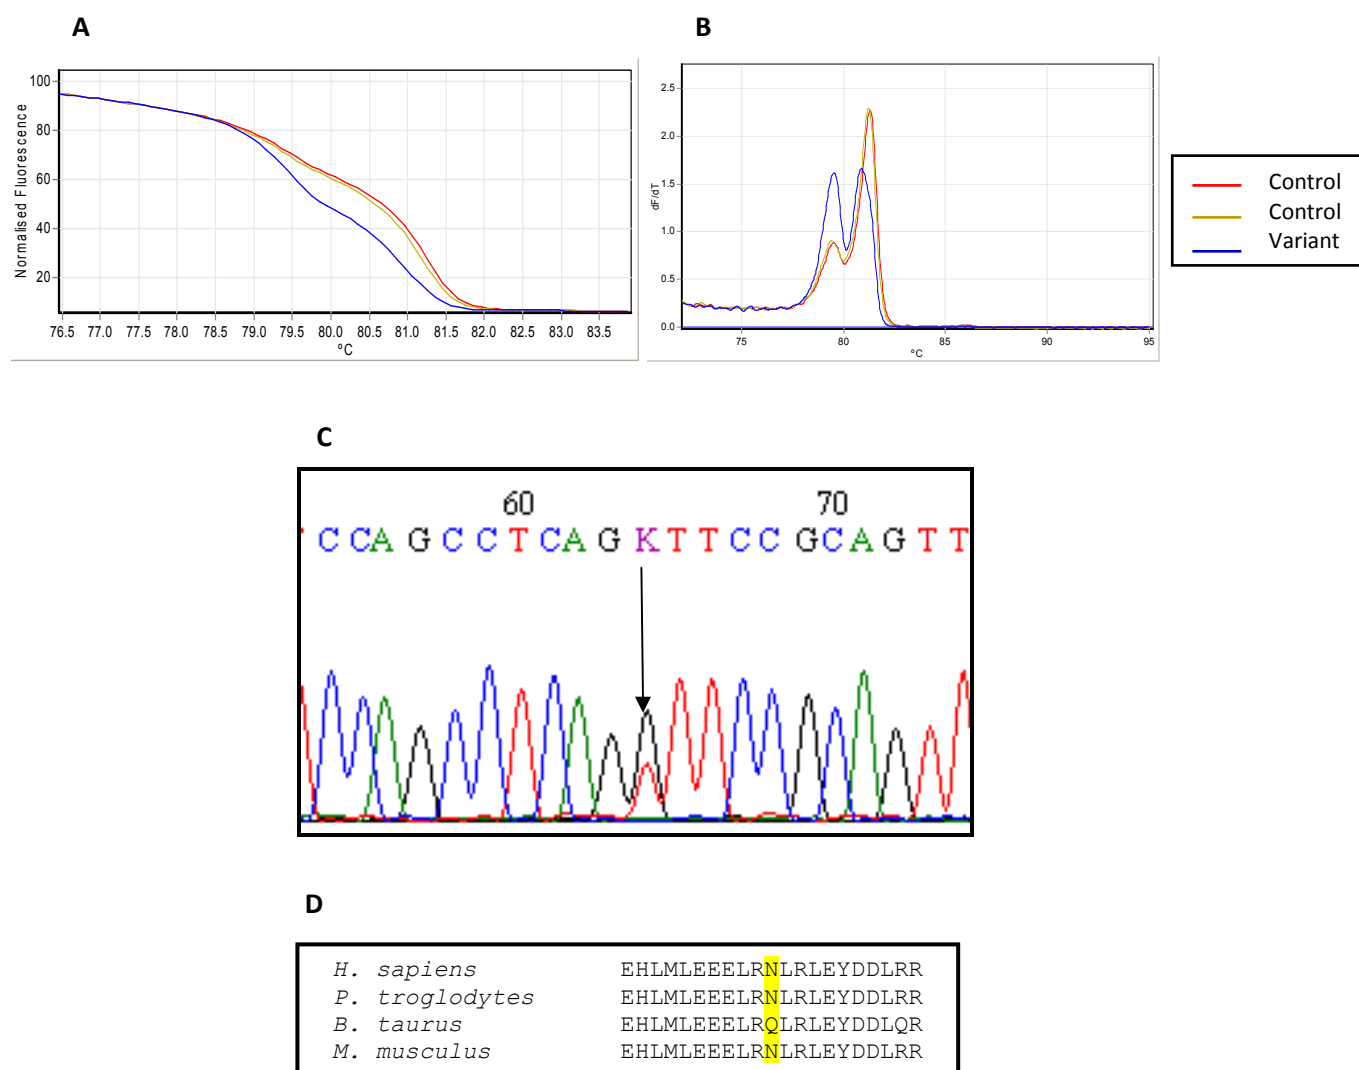 A
B
100
80
60
40
20
Normalised Fluorescence
76.5 77.0 77.5 78.0 78.5 79.0 79.5 80.0 80.5 81.0 81.5 82.0 82.5 83.0 83.5
°C
2.5
2.0
1.5
1.0
0.5
0.0
dF/dT
75 80 85 90 95
°C
Control
Control
Variant
C
60 70
T C C A G C C T C A G K T T C C G C A G T T
D
H. sapiens EHLMLEEELRNLRLEYDDLRR
P. troglodytes EHLMLEEELRNLRLEYDDLRR
B. taurus EHLMLEEELRQLRLEYDDLQR
M. musculus EHLMLEEELRNLRLEYDDLRR